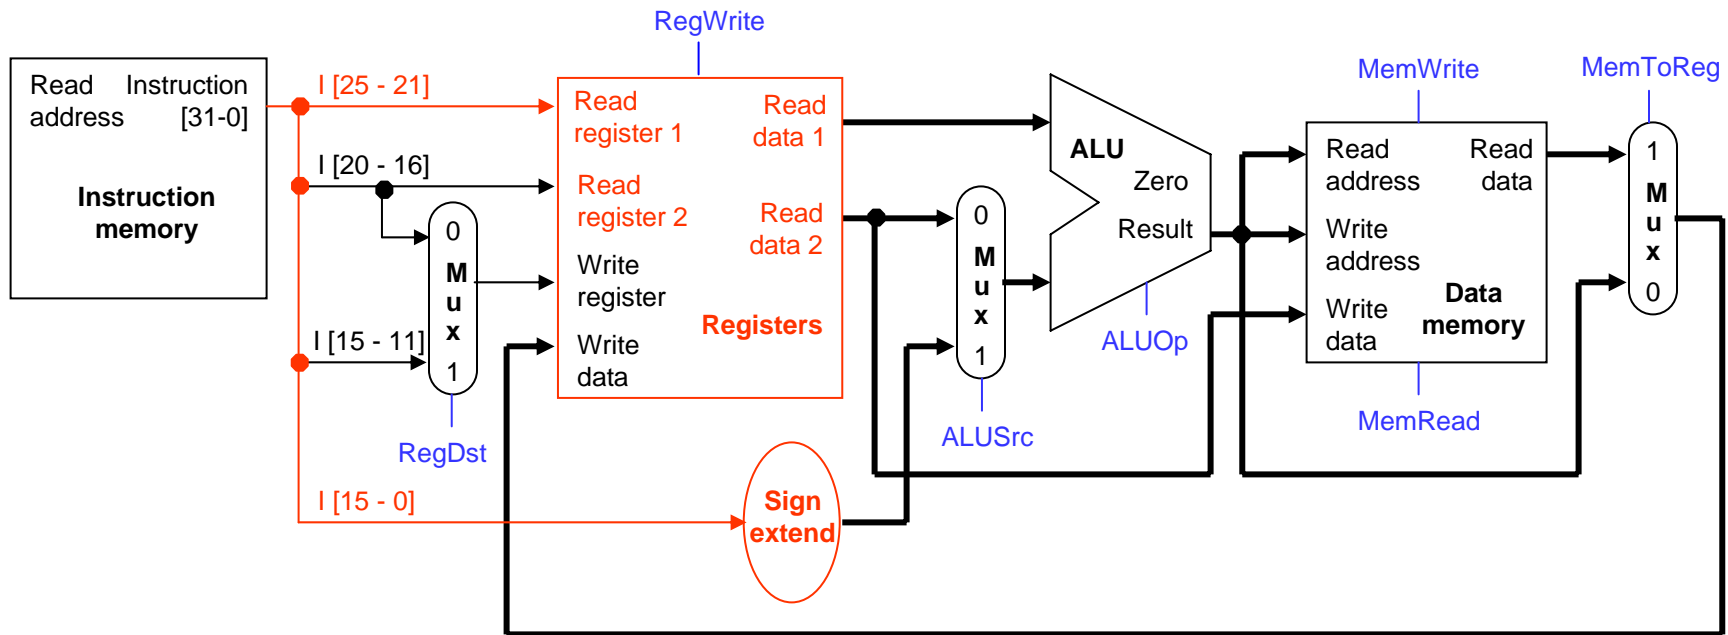 RegWrite
Read Instruction
address [31-0]
Instruction
memory
I [25 - 21]
I [20 - 16]
I [15 - 11]
I [15 - 0]
0
M
u
x
1
RegDst
Read
register 1
Read
data 1
Read
register 2
Read
data 2
Write
register
Registers
Write
data
Sign
extend
0
M
u
x
1
ALUSrc
ALU
Zero
Result
ALUOp
MemWrite
Read
address
Read
data
Write
address
Write
data
Data
memory
MemRead
MemToReg
1
M
u
x
0